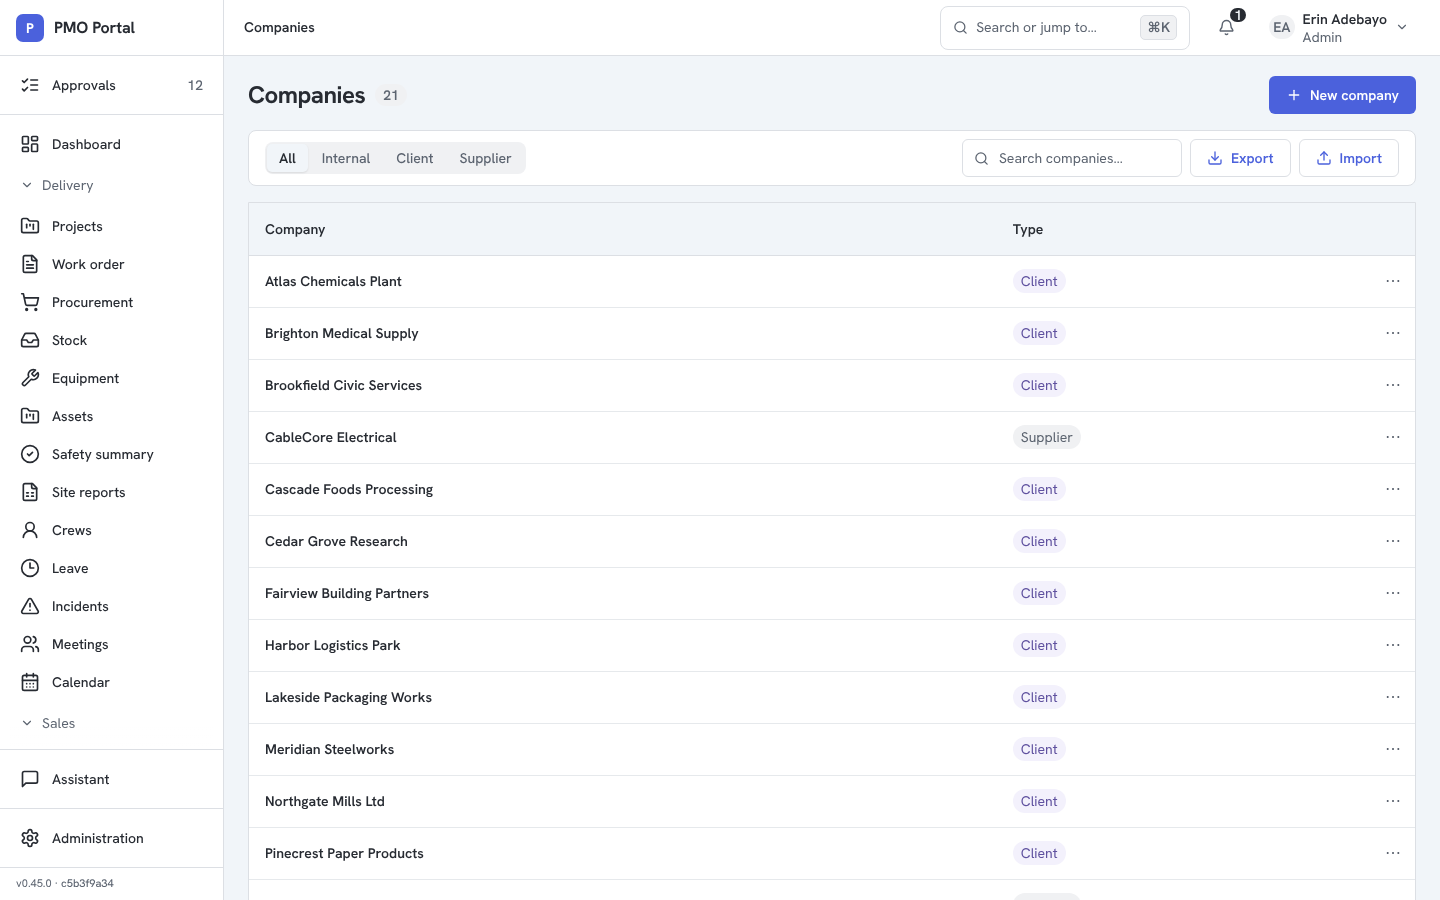 P PMO Portal
Companies
Search or jump to...
⌘K
1
EA
Erin Adebayo
Admin
Approvals 12
Dashboard
Delivery
Projects
Work order
Procurement
Stock
Equipment
Assets
Safety summary
Site reports
Crews
Leave
Incidents
Meetings
Calendar
Sales
Assistant
Administration
v0.45.0 · c5b3f9a34
Companies 21
New company
All Internal Client Supplier
Search companies...
Export
Import
Company Type
Atlas Chemicals Plant Client
Brighton Medical Supply Client
Brookfield Civic Services Client
CableCore Electrical Supplier
Cascade Foods Processing Client
Cedar Grove Research Client
Fairview Building Partners Client
Harbor Logistics Park Client
Lakeside Packaging Works Client
Meridian Steelworks Client
Northgate Mills Ltd Client
Pinecrest Paper Products Client